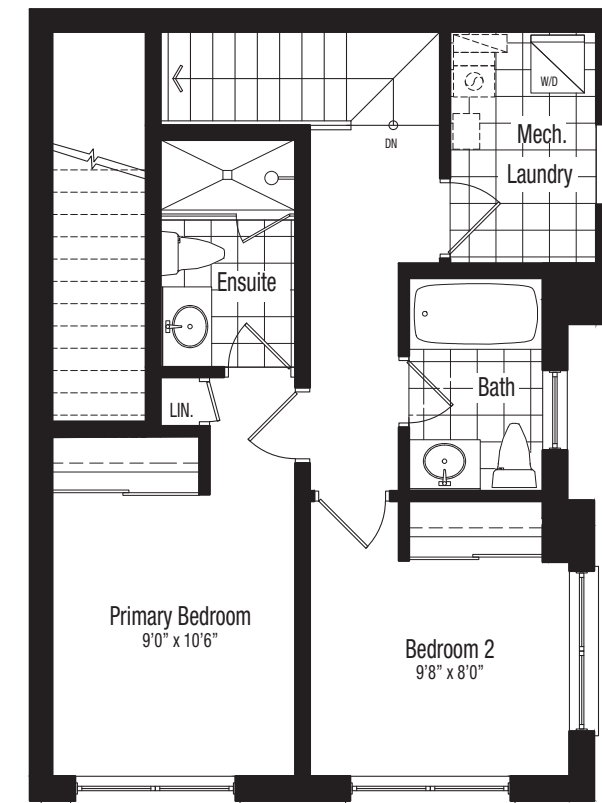 W/D
DN
Mech.
Laundry
Ensuite
Bath
LIN.
Primary Bedroom
9'0" x 10'6"
Bedroom 2
9'8" x 8'0"